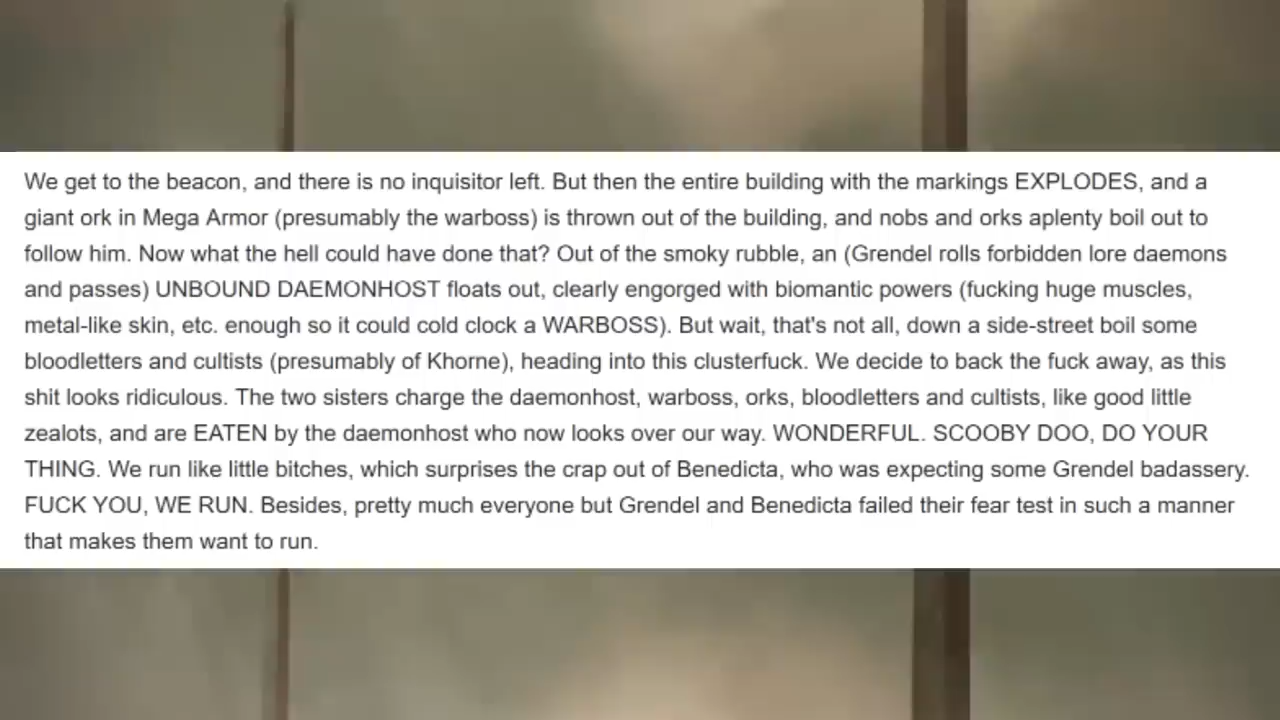 We get to the beacon, and there is no inquisitor left. But then the entire building with the markings EXPLODES, and a
giant ork in Mega Armor (presumably the warboss) is thrown out of the building, and nobs and orks aplenty boil out to
follow him. Now what the hell could have done that? Out of the smoky rubble, an (Grendel rolls forbidden lore daemons
and passes) UNBOUND DAEMONHOST floats out, clearly engorged with biomantic powers (fucking huge muscles,
metal-like skin, etc. enough so it could cold clock a WARBOSS). But wait, that's not all, down a side-street boil some
bloodletters and cultists (presumably of Khorne), heading into this clusterfuck. We decide to back the fuck away, as this
shit looks ridiculous. The two sisters charge the daemonhost, warboss, orks, bloodletters and cultists, like good little
zealots, and are EATEN by the daemonhost who now looks over our way. WONDERFUL. SCOOBY DOO, DO YOUR
THING. We run like little bitches, which surprises the crap out of Benedicta, who was expecting some Grendel badassery.
FUCK YOU, WE RUN. Besides, pretty much everyone but Grendel and Benedicta failed their fear test in such a manner
that makes them want to run.